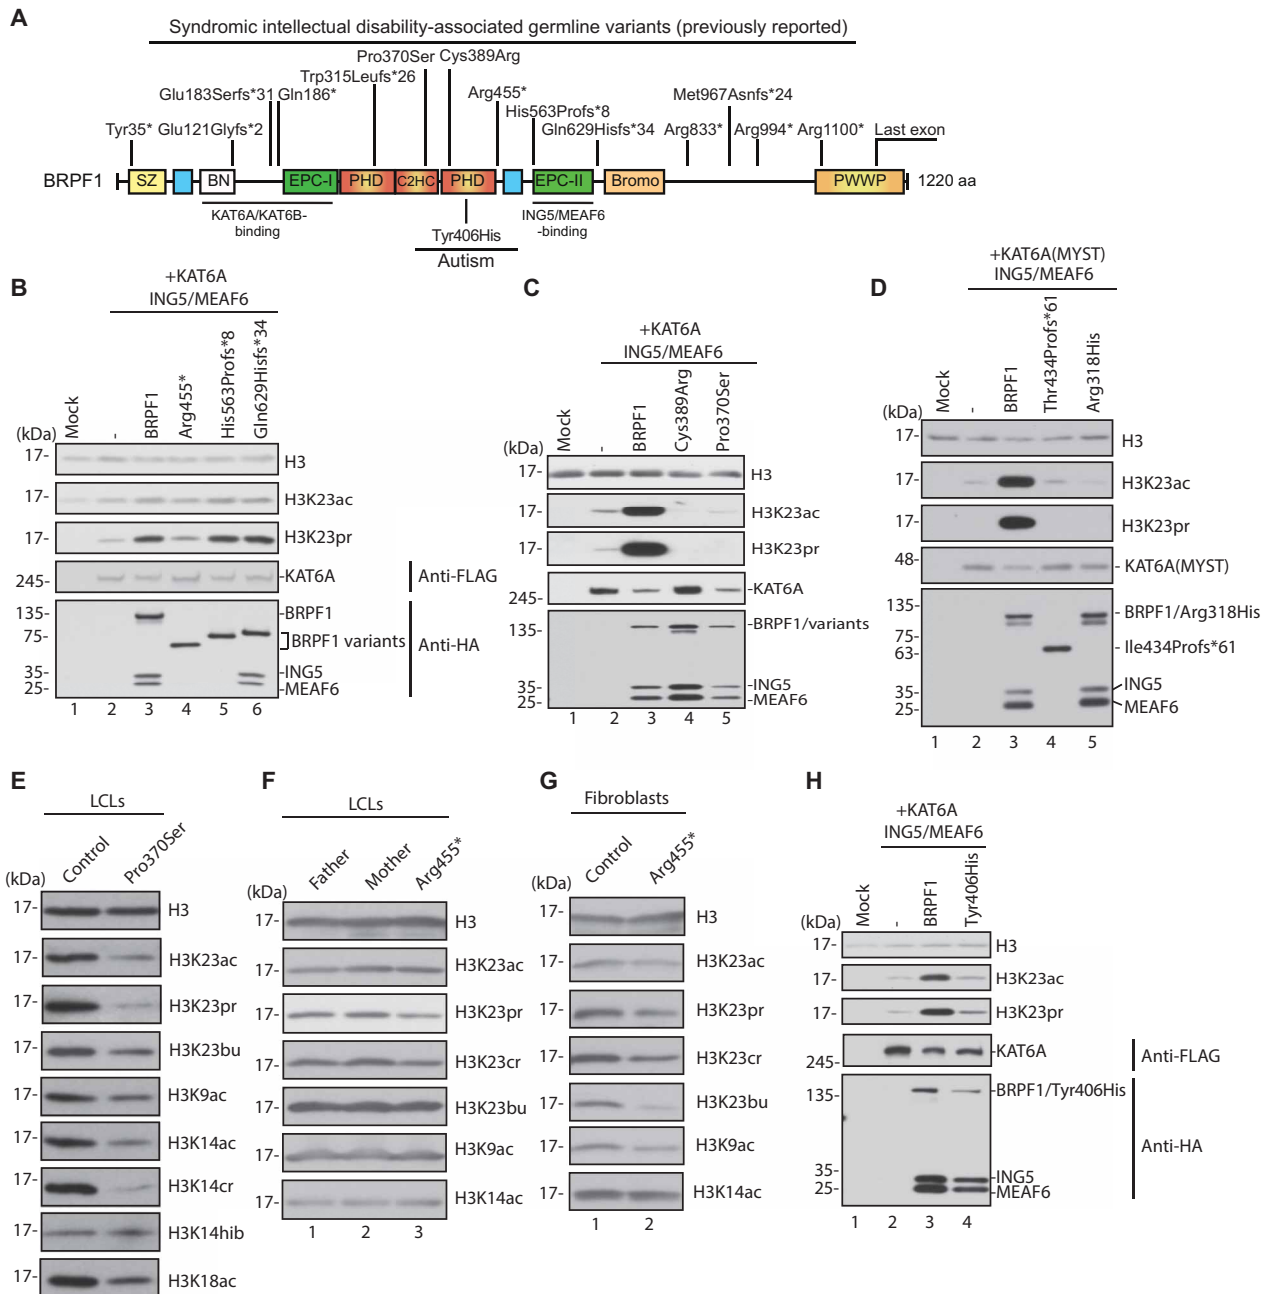 A
Syndromic intellectual disability-associated germline variants (previously reported)
Pro370Ser Cys389Arg
Trp315Leufs*26
Glu183Serfs*31 Gln186*
Arg455*
Met967Asnfs*24
His563Profs*8
Tyr35* Glu121Glyfs*2
Gln629Hisfs*34 Arg833* Arg994* Arg1100* Last exon
BRPF1 SZ BN EPC-I PHD C2HC PHD EPC-II Bromo PWWP 1220 aa
KAT6A/KAT6B-
binding
ING5/MEAF6
-binding
Tyr406His
Autism
B
+KAT6A
ING5/MEAF6
(kDa) Mock - BRPF1 Arg455* His563Profs*8 Gln629Hisfs*34
17- H3
17- H3K23ac
17- H3K23pr
245- -KAT6A Anti-FLAG
135- -BRPF1
75- BRPF1 variants Anti-HA
35- -ING5
25- -MEAF6
1 2 3 4 5 6
C
+KAT6A
ING5/MEAF6
(kDa) Mock - BRPF1 Cys389Arg Pro370Ser
17- H3
17- H3K23ac
17- H3K23pr
245- -KAT6A
135- -BRPF1/variants
35- -ING5
25- -MEAF6
1 2 3 4 5
D
+KAT6A(MYST)
ING5/MEAF6
(kDa) Mock - BRPF1 Thr434Profs*61 Arg318His
17- H3
17- H3K23ac
17- H3K23pr
48- - KAT6A(MYST)
135- - BRPF1/Arg318His
75-
63- - Ile434Profs*61
35- ING5
25- MEAF6
1 2 3 4 5
E
LCLs
(kDa) Control Pro370Ser
17- H3
17- H3K23ac
17- H3K23pr
17- H3K23bu
17- H3K9ac
17- H3K14ac
17- H3K14cr
17- H3K14hib
17- H3K18ac
F
LCLs
(kDa) Father Mother Arg455*
17- H3
17- H3K23ac
17- H3K23pr
17- H3K23cr
17- H3K23bu
17- H3K9ac
17- H3K14ac
1 2 3
G
Fibroblasts
(kDa) Control Arg455*
17- H3
17- H3K23ac
17- H3K23pr
17- H3K23cr
17- H3K23bu
17- H3K9ac
17- H3K14ac
1 2
H
+KAT6A
ING5/MEAF6
(kDa) Mock - BRPF1 Tyr406His
17- H3
17- H3K23ac
17- H3K23pr
245- -KAT6A Anti-FLAG
135- -BRPF1/Tyr406His
Anti-HA
35- -ING5
25- -MEAF6
1 2 3 4